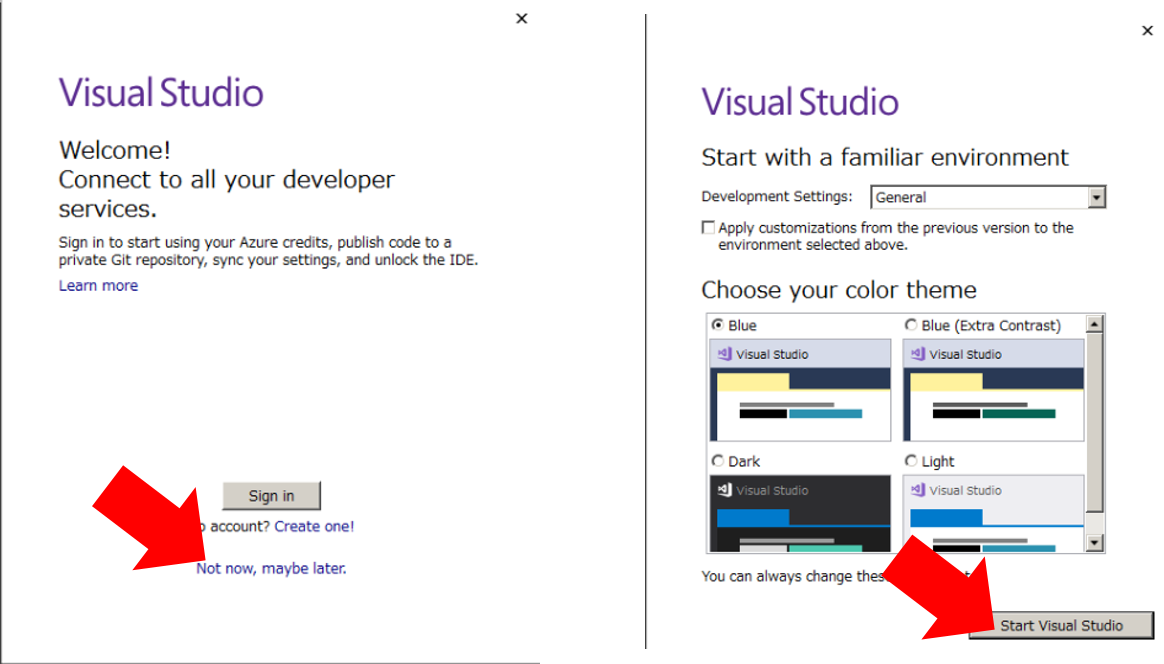 Visual Studio
Welcome!
Connect to all your developer
services.
Sign in to start using your Azure credits, publish code to a
private Git repository, sync your settings, and unlock the IDE.
Learn more
Sign in
account? Create one!
Not now, maybe later.
Visual Studio
Start with a familiar environment
Development Settings: General
Apply customizations from the previous version to the
environment selected above.
Choose your color theme
Blue
Blue (Extra Contrast)
Visual Studio
Visual Studio
Dark
Light
Visual Studio
Visual Studio
You can always change
Start Visual Studio